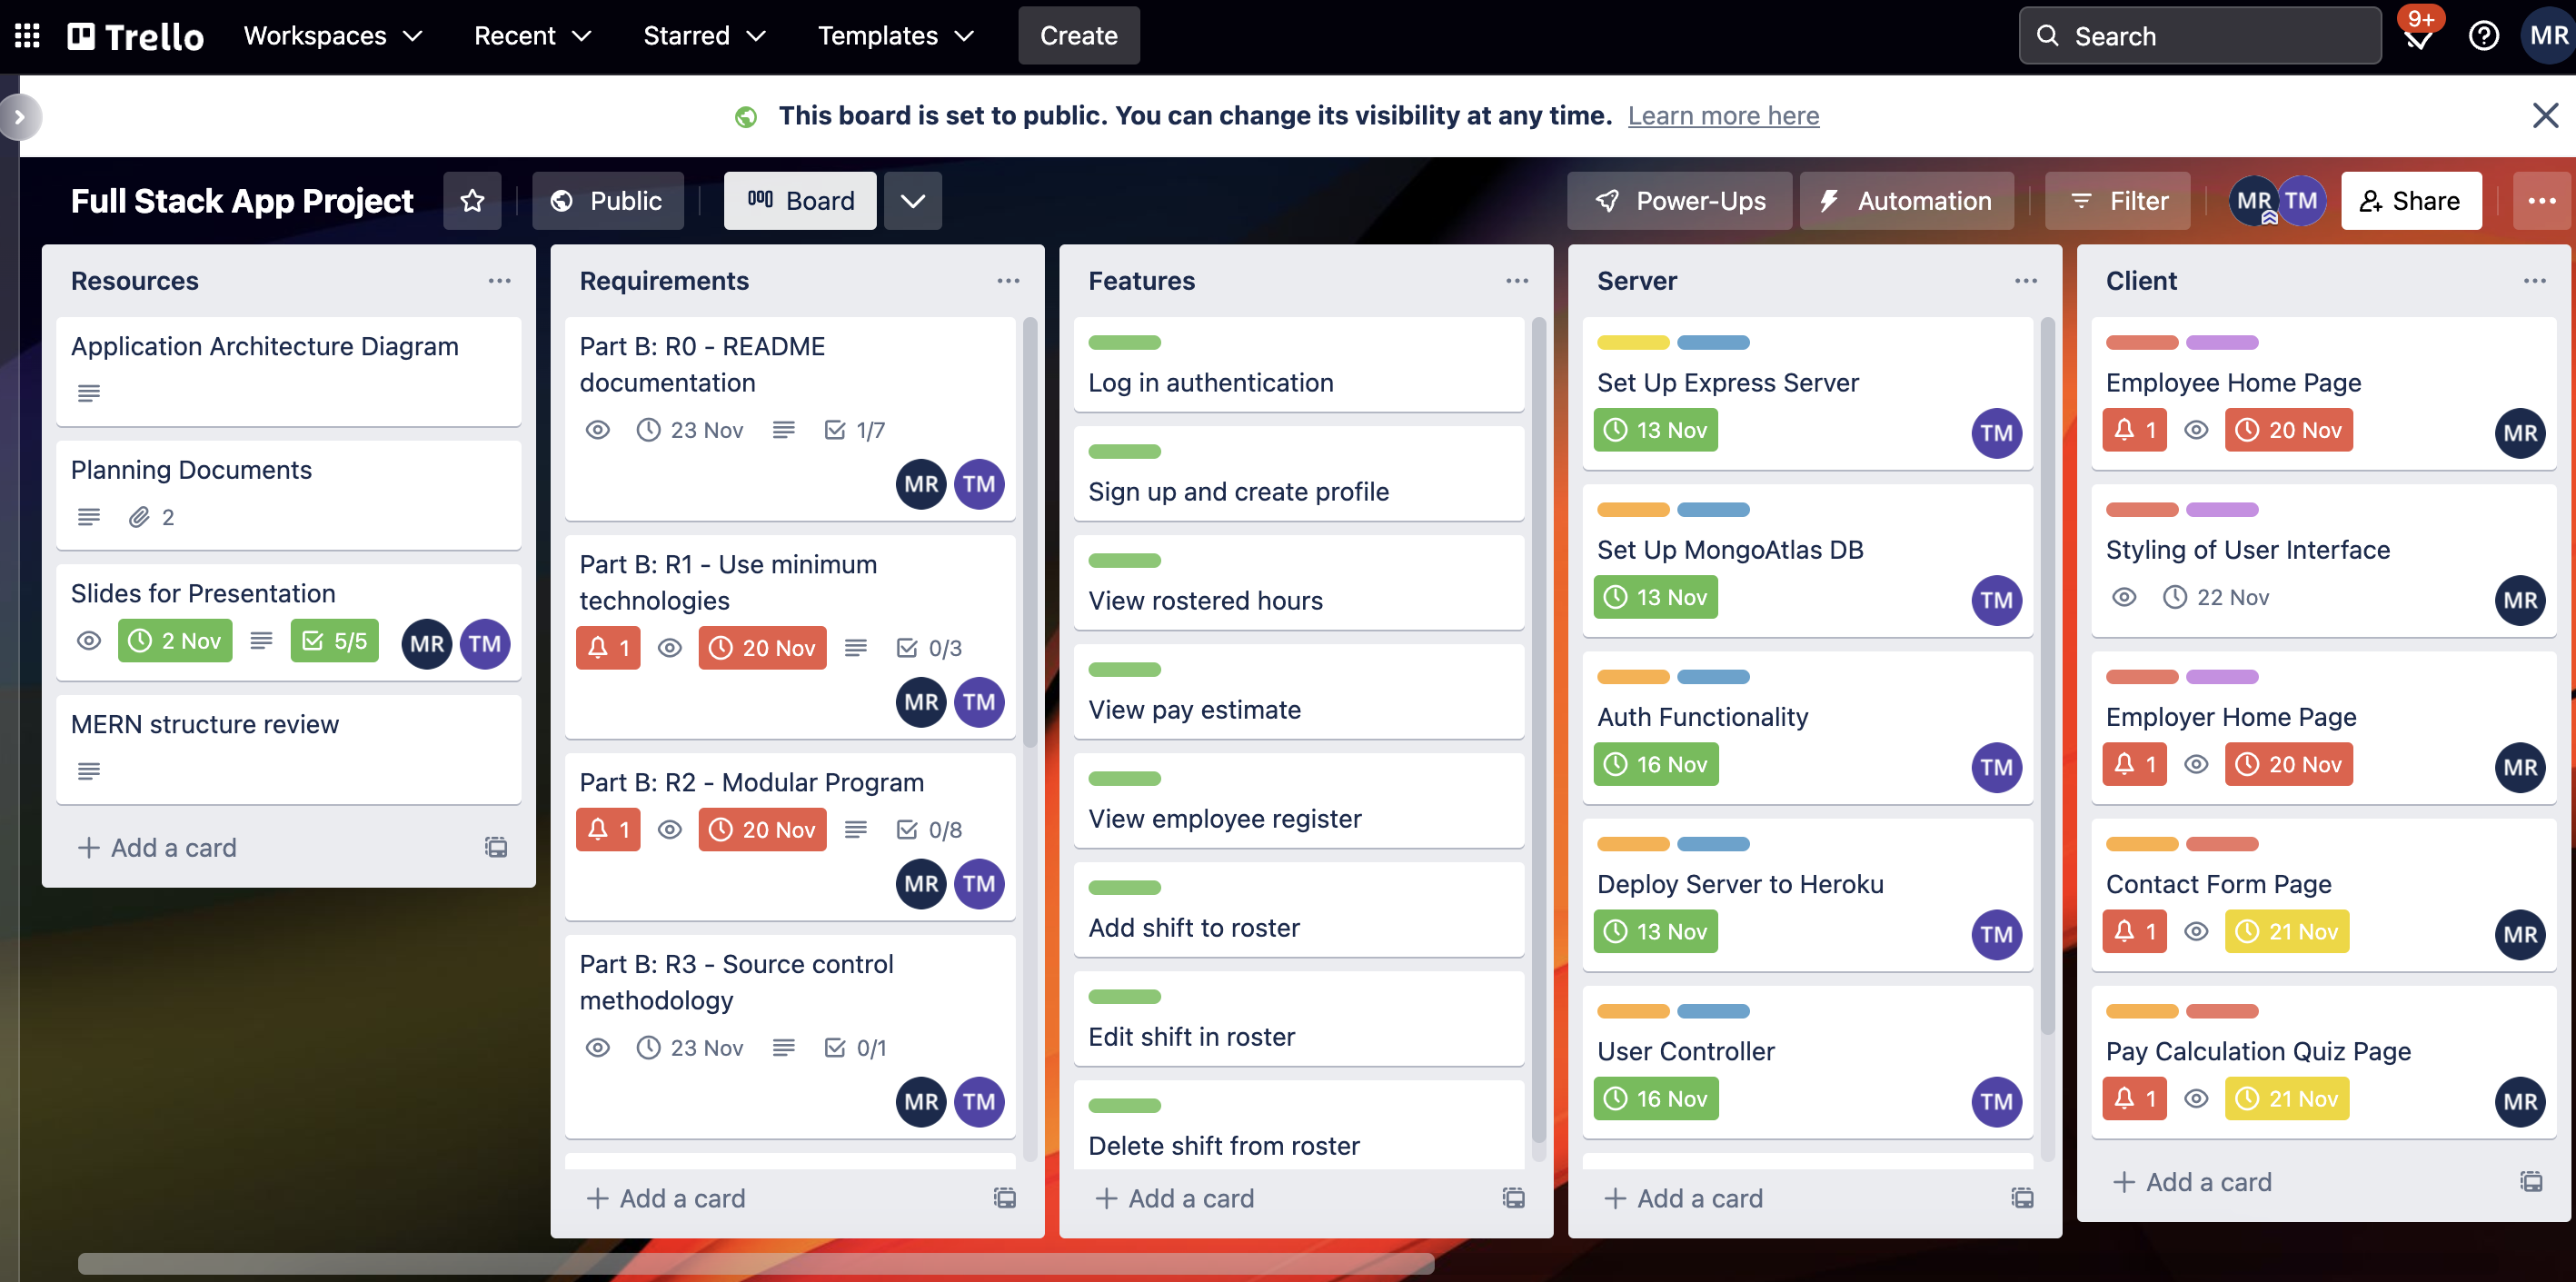 Trello
Workspaces
Recent
Starred
Templates
Create
Search
9+
MR
This board is set to public. You can change its visibility at any time. Learn more here
Full Stack App Project
Public
Board
Power-Ups
Automation
Filter
MR
TM
Share
Resources
Application Architecture Diagram
Planning Documents
2
Slides for Presentation
2 Nov
5/5
MR
TM
MERN structure review
Add a card
Requirements
Part B: R0 - README
documentation
23 Nov
1/7
MR
TM
Part B: R1 - Use minimum
technologies
1
20 Nov
0/3
MR
TM
Part B: R2 - Modular Program
1
20 Nov
0/8
MR
TM
Part B: R3 - Source control
methodology
23 Nov
0/1
MR
TM
Add a card
Features
Log in authentication
Sign up and create profile
View rostered hours
View pay estimate
View employee register
Add shift to roster
Edit shift in roster
Delete shift from roster
Add a card
Server
Set Up Express Server
13 Nov
TM
Set Up MongoAtlas DB
13 Nov
TM
Auth Functionality
16 Nov
TM
Deploy Server to Heroku
13 Nov
TM
User Controller
16 Nov
TM
Add a card
Client
Employee Home Page
1
20 Nov
MR
Styling of User Interface
22 Nov
MR
Employer Home Page
1
20 Nov
MR
Contact Form Page
1
21 Nov
MR
Pay Calculation Quiz Page
1
21 Nov
MR
Add a card